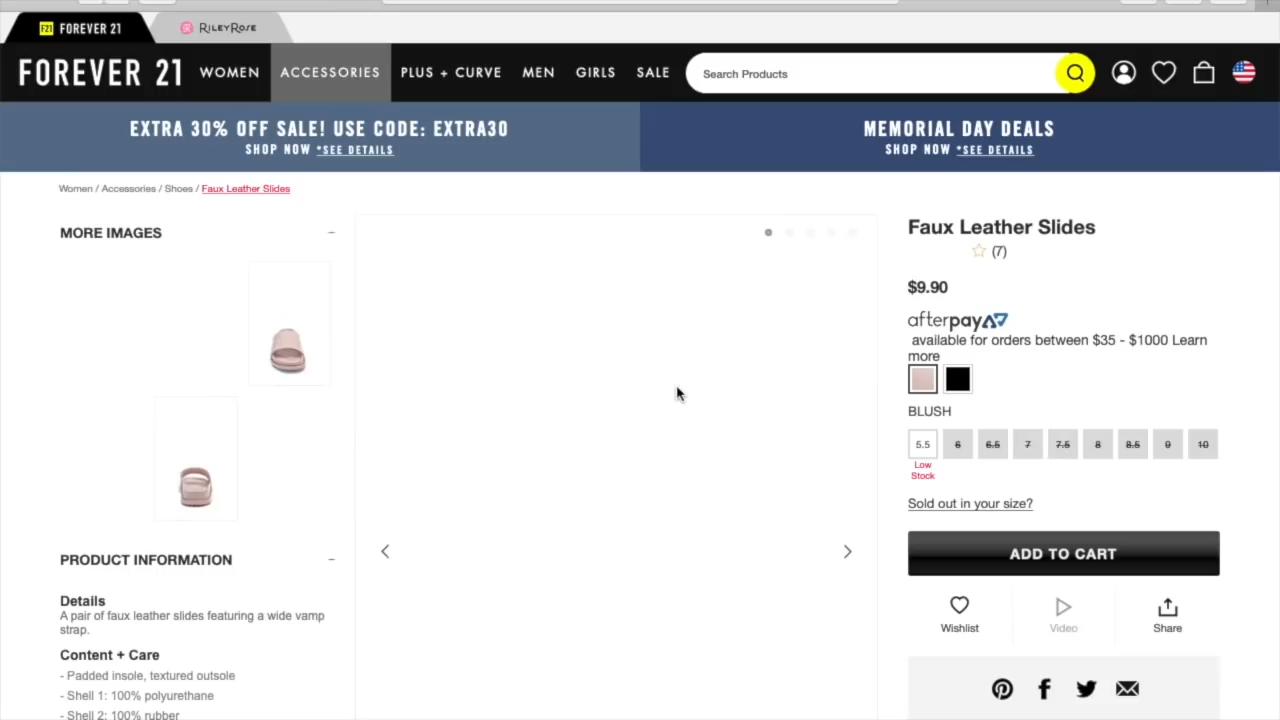 F21 FOREVER 21
RILEYROSE
FOREVER 21
WOMEN
ACCESSORIES
PLUS + CURVE
MEN
GIRLS
SALE
Search Products
EXTRA 30% OFF SALE! USE CODE: EXTRA30
SHOP NOW *SEE DETAILS
MEMORIAL DAY DEALS
SHOP NOW *SEE DETAILS
Women / Accessories / Shoes / Faux Leather Slides
MORE IMAGES
PRODUCT INFORMATION
Details
A pair of faux leather slides featuring a wide vamp
strap.
Content + Care
- Padded insole, textured outsole
- Shell 1: 100% polyurethane
- Shell 2: 100% rubber
Faux Leather Slides
(7)
$9.90
afterpay
available for orders between $35 - $1000 Learn
more
BLUSH
5.5 6 6.5 7 7.5 8 8.5 9 10
Low
Stock
Sold out in your size?
ADD TO CART
Wishlist
Video
Share